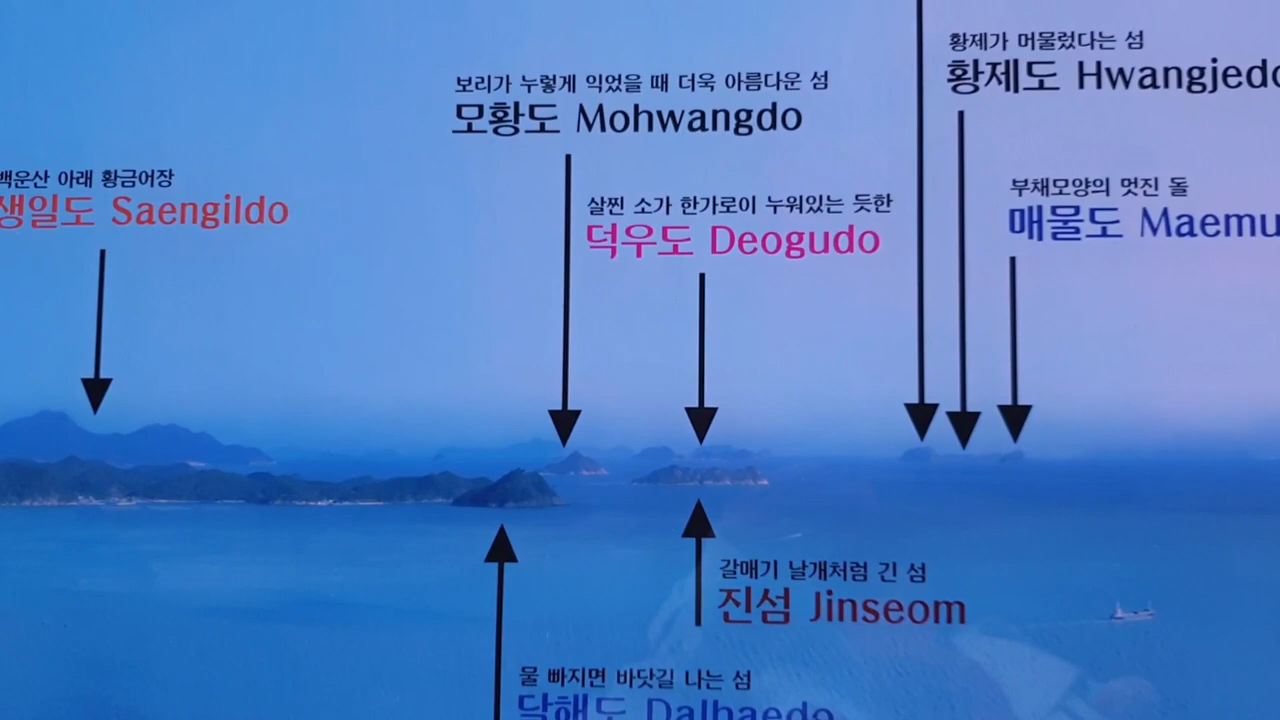 황제가 머물렀다는 섬
황제도 Hwangjedo
보리가 누렇게 익었을 때 더욱 아름다운 섬
모황도 Mohwangdo
백운산 아래 황금어장
생일도 Saengildo
부채모양의 멋진 돌
매물도 Maemu
살찐 소가 한가로이 누워있는 듯한
덕우도 Deogudo
갈매기 날개처럼 긴 섬
진섬 Jinseom
물 빠지면 바닷길 나는 섬
달해도 Dalhaedo